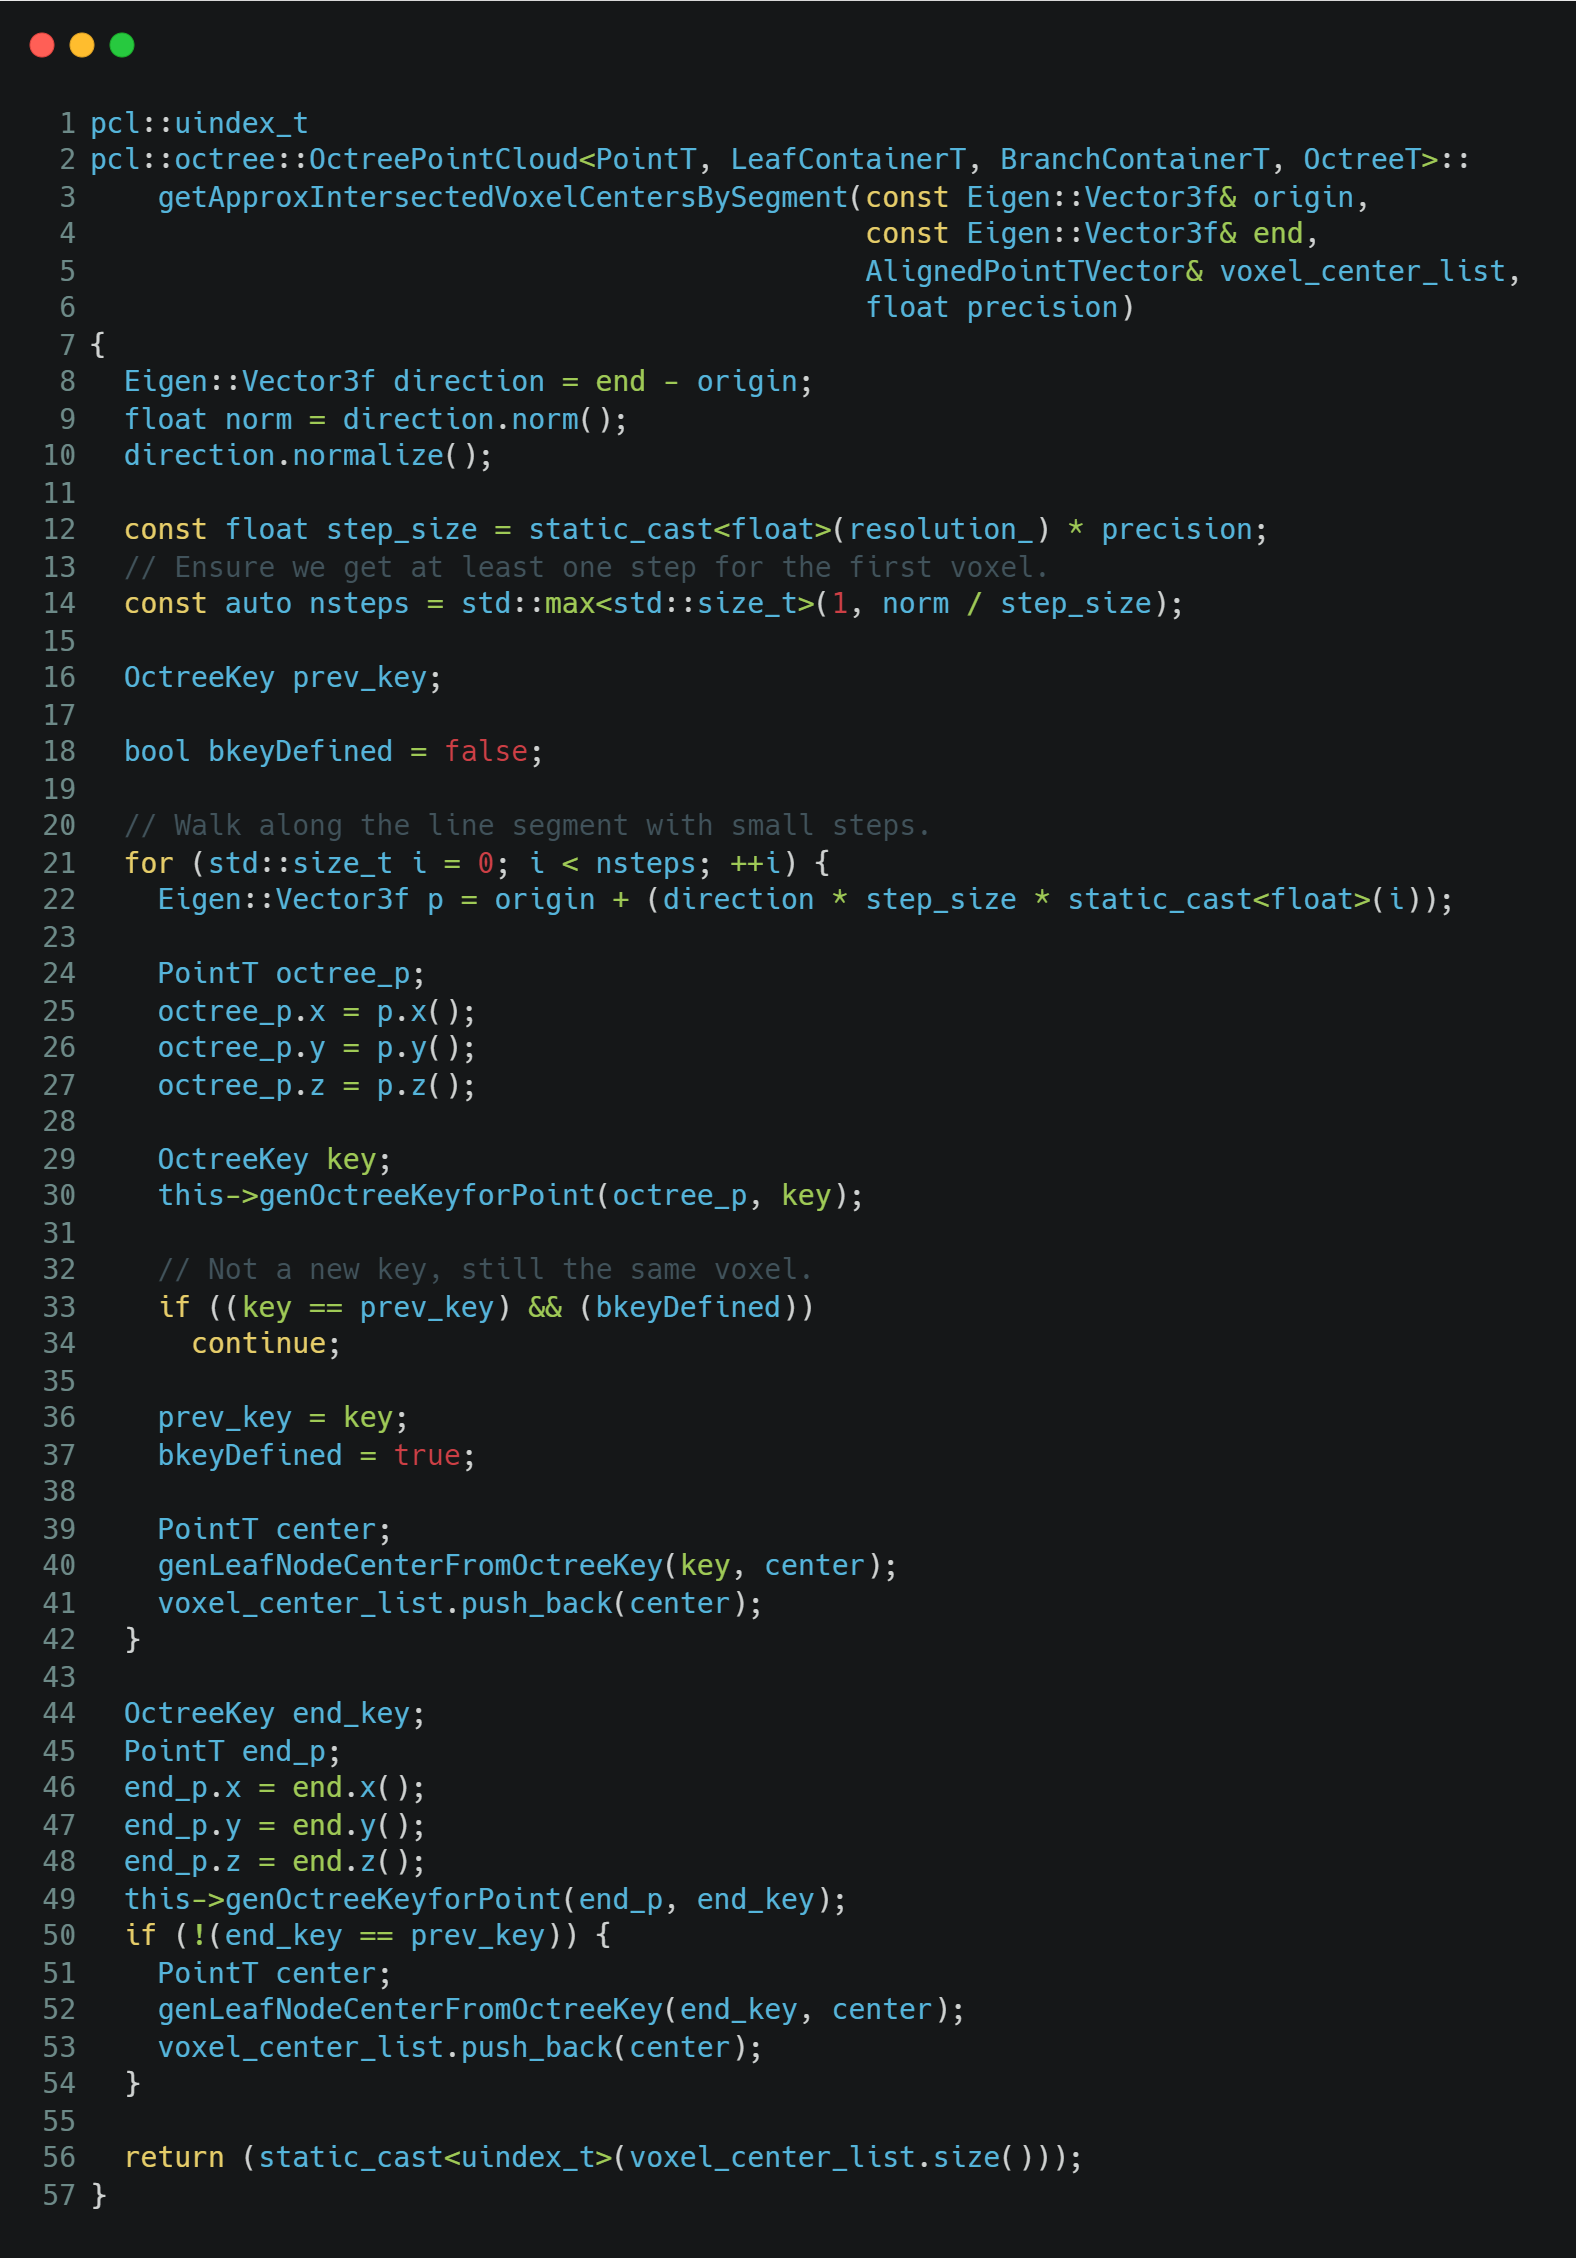 1 pcl::uindex_t
2 pcl::octree::OctreePointCloud<PointT, LeafContainerT, BranchContainerT, OctreeT>::
3     getApproxIntersectedVoxelCentersBySegment(const Eigen::Vector3f& origin,
4                                               const Eigen::Vector3f& end,
5                                               AlignedPointTVector& voxel_center_list,
6                                               float precision)
7 {
8   Eigen::Vector3f direction = end - origin;
9   float norm = direction.norm();
10   direction.normalize();
11
12   const float step_size = static_cast<float>(resolution_) * precision;
13   // Ensure we get at least one step for the first voxel.
14   const auto nsteps = std::max<std::size_t>(1, norm / step_size);
15
16   OctreeKey prev_key;
17
18   bool bkeyDefined = false;
19
20   // Walk along the line segment with small steps.
21   for (std::size_t i = 0; i < nsteps; ++i) {
22     Eigen::Vector3f p = origin + (direction * step_size * static_cast<float>(i));
23
24     PointT octree_p;
25     octree_p.x = p.x();
26     octree_p.y = p.y();
27     octree_p.z = p.z();
28
29     OctreeKey key;
30     this->genOctreeKeyforPoint(octree_p, key);
31
32     // Not a new key, still the same voxel.
33     if ((key == prev_key) && (bkeyDefined))
34       continue;
35
36     prev_key = key;
37     bkeyDefined = true;
38
39     PointT center;
40     genLeafNodeCenterFromOctreeKey(key, center);
41     voxel_center_list.push_back(center);
42   }
43
44   OctreeKey end_key;
45   PointT end_p;
46   end_p.x = end.x();
47   end_p.y = end.y();
48   end_p.z = end.z();
49   this->genOctreeKeyforPoint(end_p, end_key);
50   if (!(end_key == prev_key)) {
51     PointT center;
52     genLeafNodeCenterFromOctreeKey(end_key, center);
53     voxel_center_list.push_back(center);
54   }
55
56   return (static_cast<uindex_t>(voxel_center_list.size()));
57 }